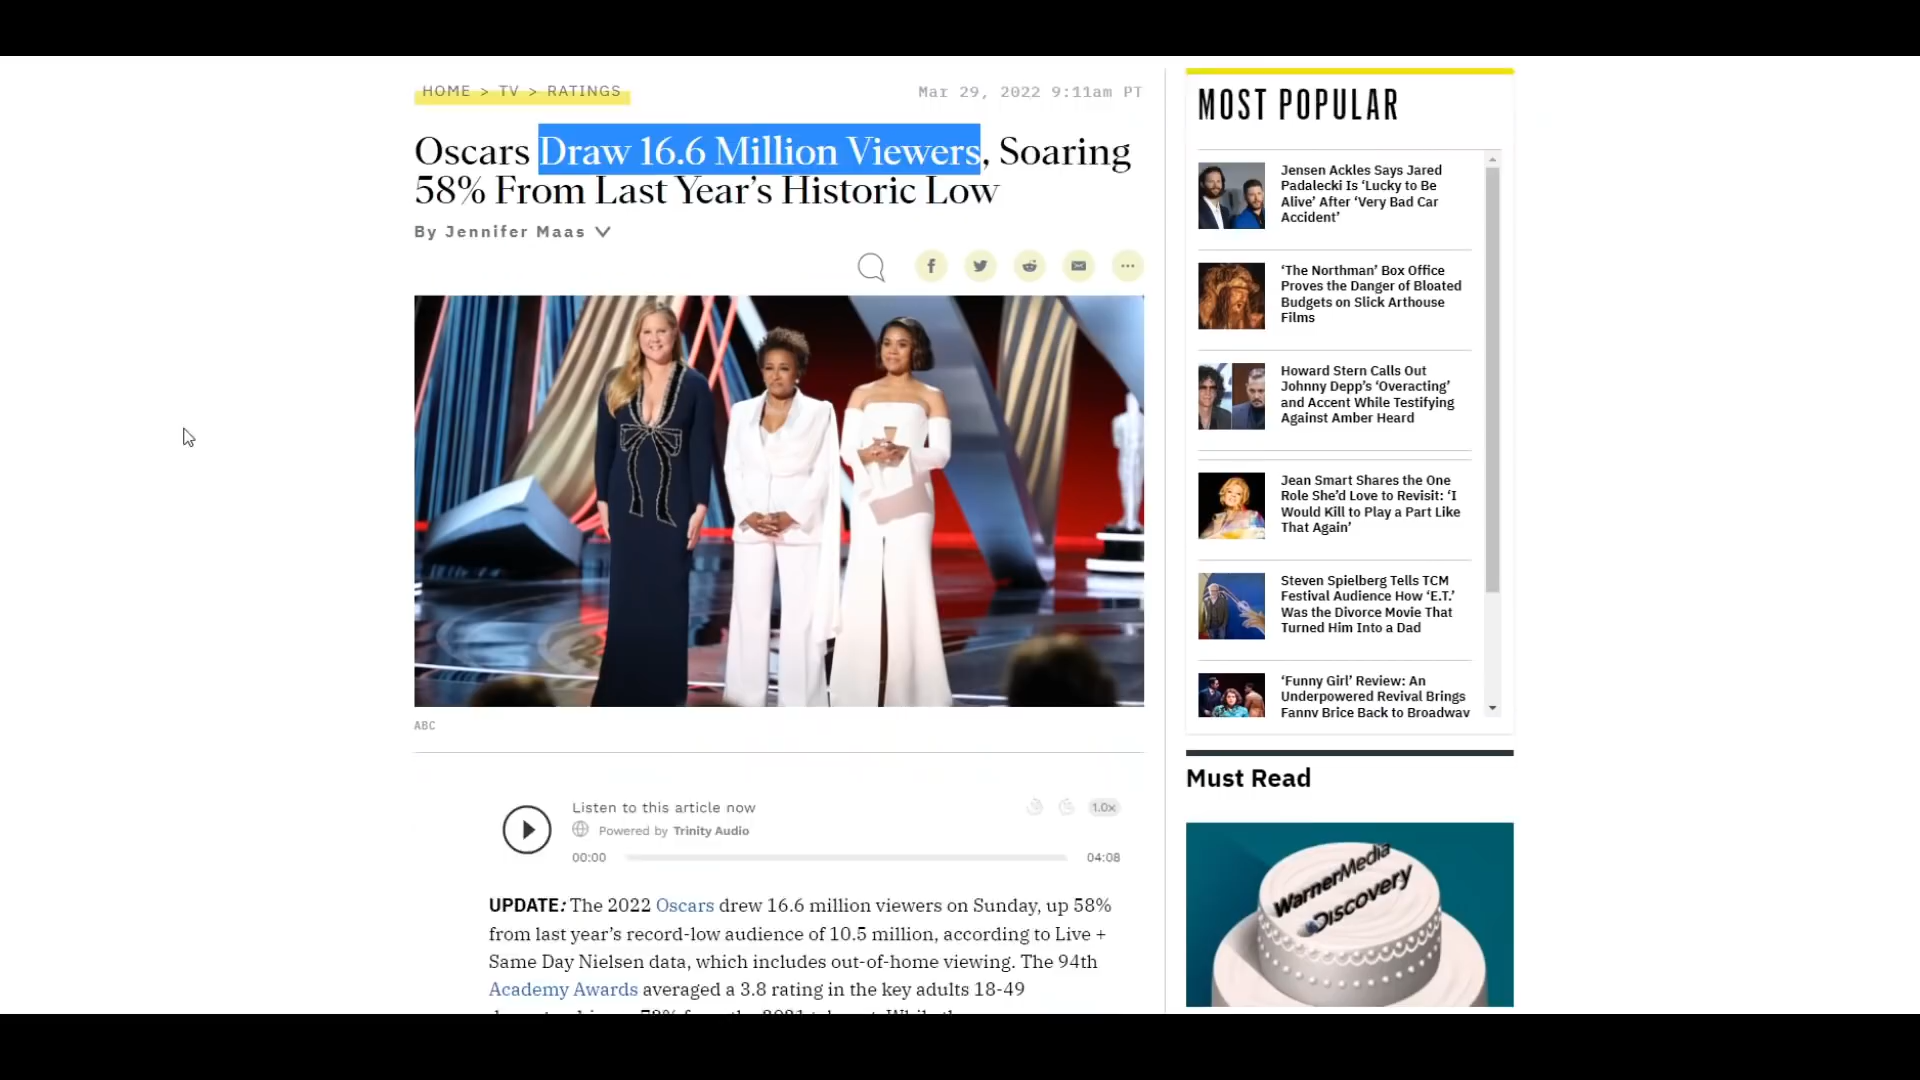 HOME > TV > RATINGS
Mar 29, 2022 9:11am PT
Oscars Draw 16.6 Million Viewers, Soaring
58% From Last Year’s Historic Low
By Jennifer Maas
ABC
Listen to this article now
Powered by Trinity Audio
1.0x
00:00
04:08
UPDATE: The 2022 Oscars drew 16.6 million viewers on Sunday, up 58%
from last year’s record-low audience of 10.5 million, according to Live +
Same Day Nielsen data, which includes out-of-home viewing. The 94th
Academy Awards averaged a 3.8 rating in the key adults 18-49
MOST POPULAR
Jensen Ackles Says Jared
Padalecki Is ‘Lucky to Be
Alive’ After ‘Very Bad Car
Accident’
‘The Northman’ Box Office
Proves the Danger of Bloated
Budgets on Slick Arthouse
Films
Howard Stern Calls Out
Johnny Depp’s ‘Overacting’
and Accent While Testifying
Against Amber Heard
Jean Smart Shares the One
Role She’d Love to Revisit: ‘I
Would Kill to Play a Part Like
That Again’
Steven Spielberg Tells TCM
Festival Audience How ‘E.T.’
Was the Divorce Movie That
Turned Him Into a Dad
‘Funny Girl’ Review: An
Underpowered Revival Brings
Fanny Brice Back to Broadway
Must Read
WarnerMedia
Discovery